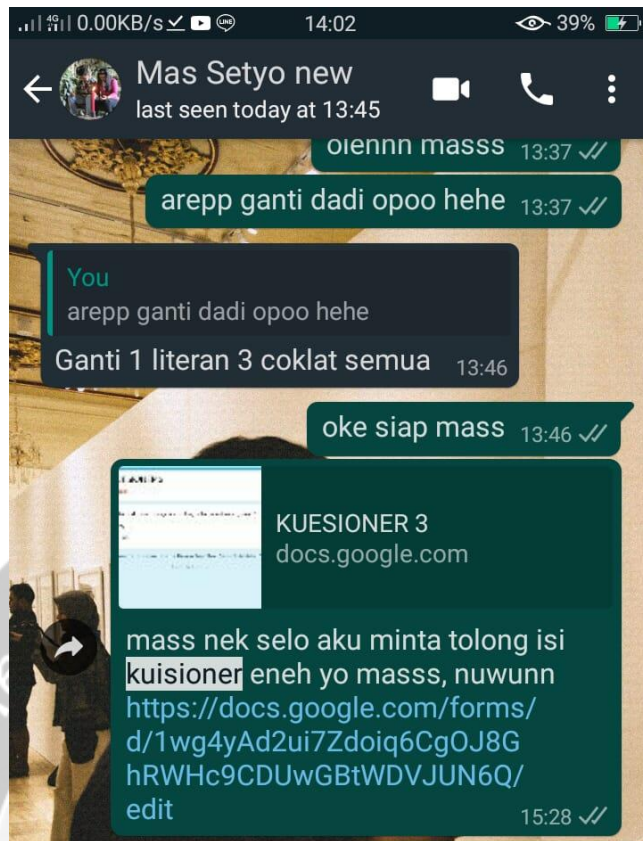 4G 0.00KB/s 14:02 39%
Mas Setyo new
last seen today at 13:45
olehhh masss 13:37
arepp ganti dadi opoo hehe 13:37
You
arepp ganti dadi opoo hehe
Ganti 1 literan 3 coklat semua 13:46
oke siap mass 13:46
KUESIONER 3
docs.google.com
mass nek selo aku minta tolong isi
kuisioner eneh yo masss, nuwunn
https://docs.google.com/forms/
d/1wg4yAd2ui7Zdoiq6CgOJ8G
hRWHc9CDUwGBtWDVJUN6Q/
edit
15:28